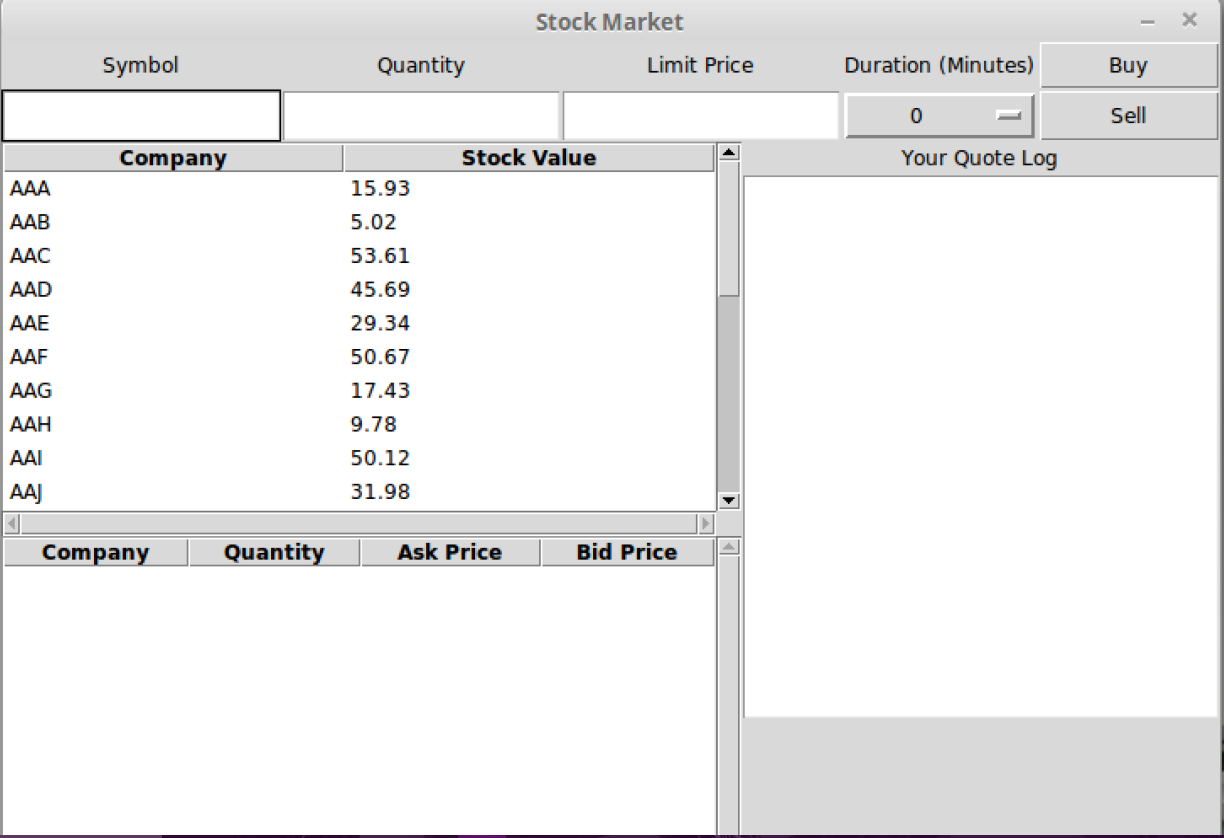 Stock Market
Symbol Quantity Limit Price Duration (Minutes) Buy
0 Sell
Company Stock Value Your Quote Log
AAA 15.93
AAB 5.02
AAC 53.61
AAD 45.69
AAE 29.34
AAF 50.67
AAG 17.43
AAH 9.78
AAI 50.12
AAJ 31.98
Company Quantity Ask Price Bid Price